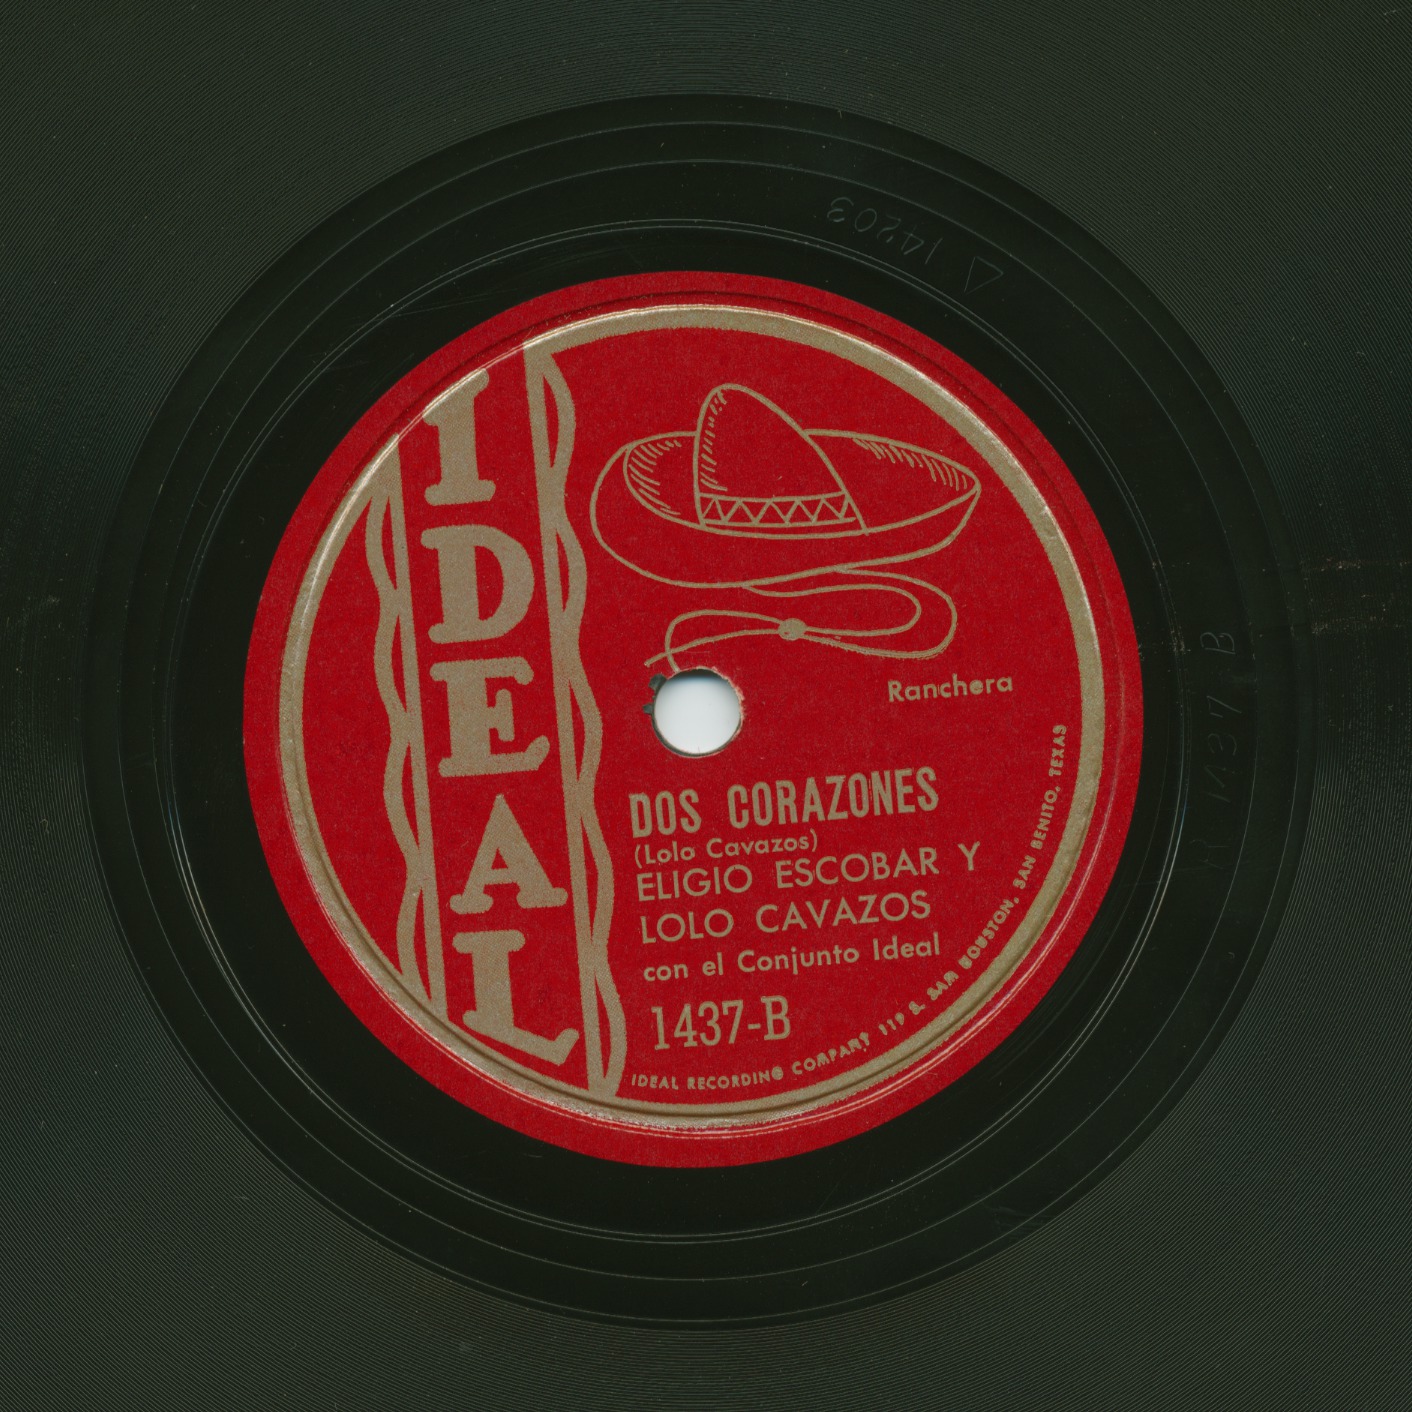 IDEAL
Ranchera
DOS CORAZONES
(Lolo Cavazos)
ELIGIO ESCOBAR Y
LOLO CAVAZOS
con el Conjunto Ideal
1437-B
IDEAL RECORDING COMPANY 119 S. SAM HOUSTON, SAN BENITO, TEXAS
Δ 14203
R 1437 B